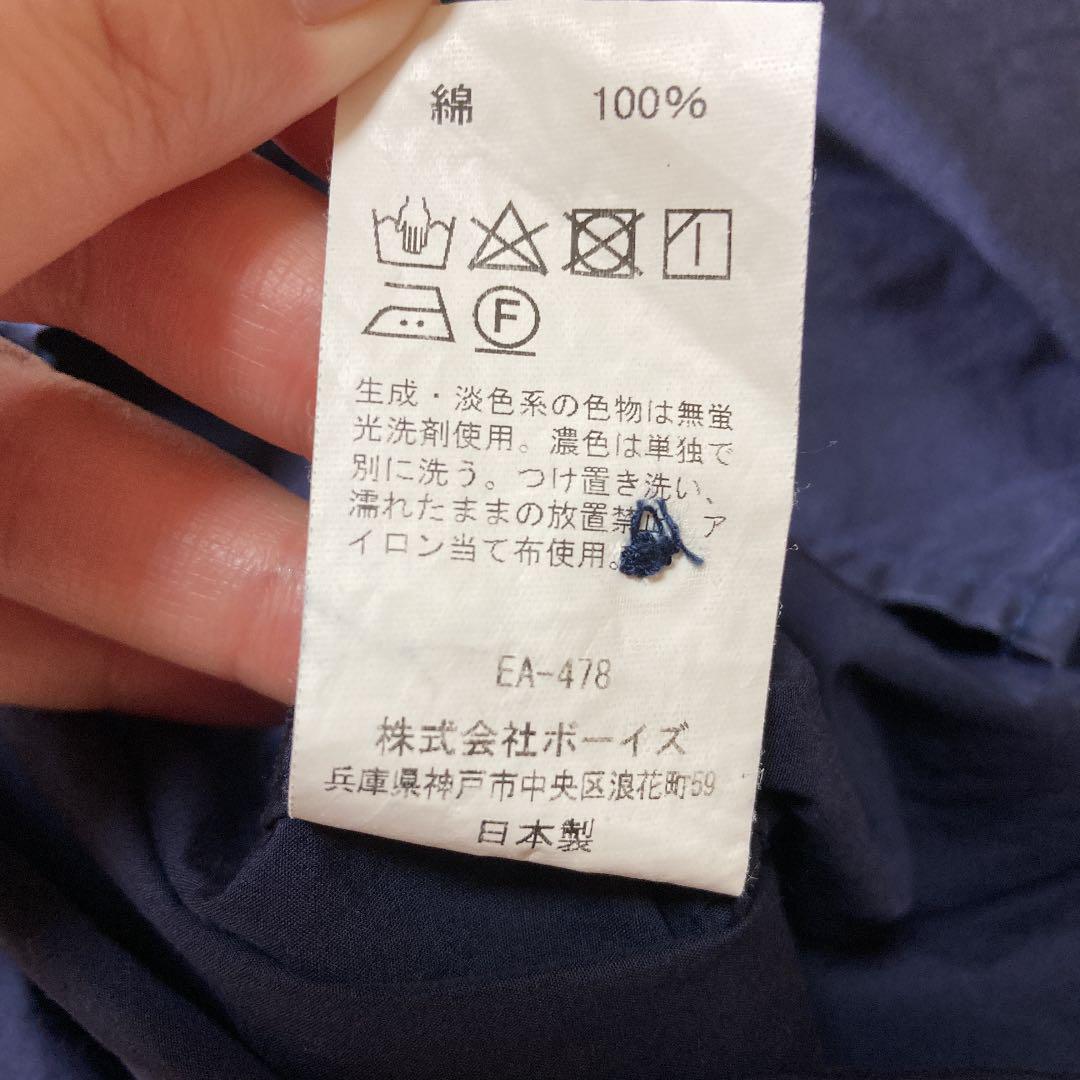 綿 100%
F
生成・淡色系の色物は無蛍
光洗剤使用。濃色は単独で
別に洗う。つけ置き洗い、
濡れたままの放置禁 ア
イロン当て布使用。
EA-478
株式会社ボーイズ
兵庫県神戸市中央区浪花町59
日本製